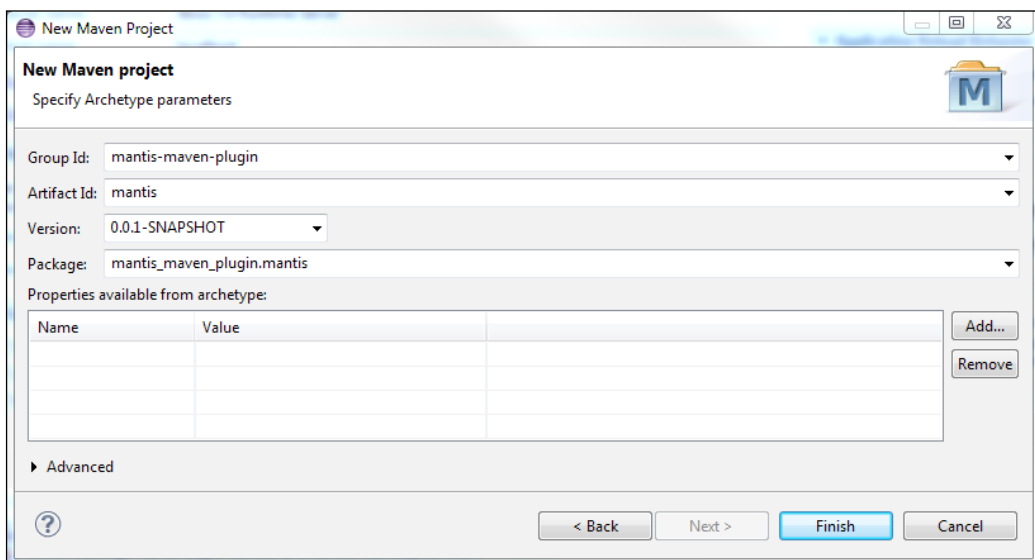 New Maven Project
New Maven project
Specify Archetype parameters
M
Group Id: mantis-maven-plugin
Artifact Id: mantis
Version: 0.0.1-SNAPSHOT
Package: mantis_maven_plugin.mantis
Properties available from archetype:
Name Value
Add...
Remove
Advanced
? < Back Next > Finish Cancel